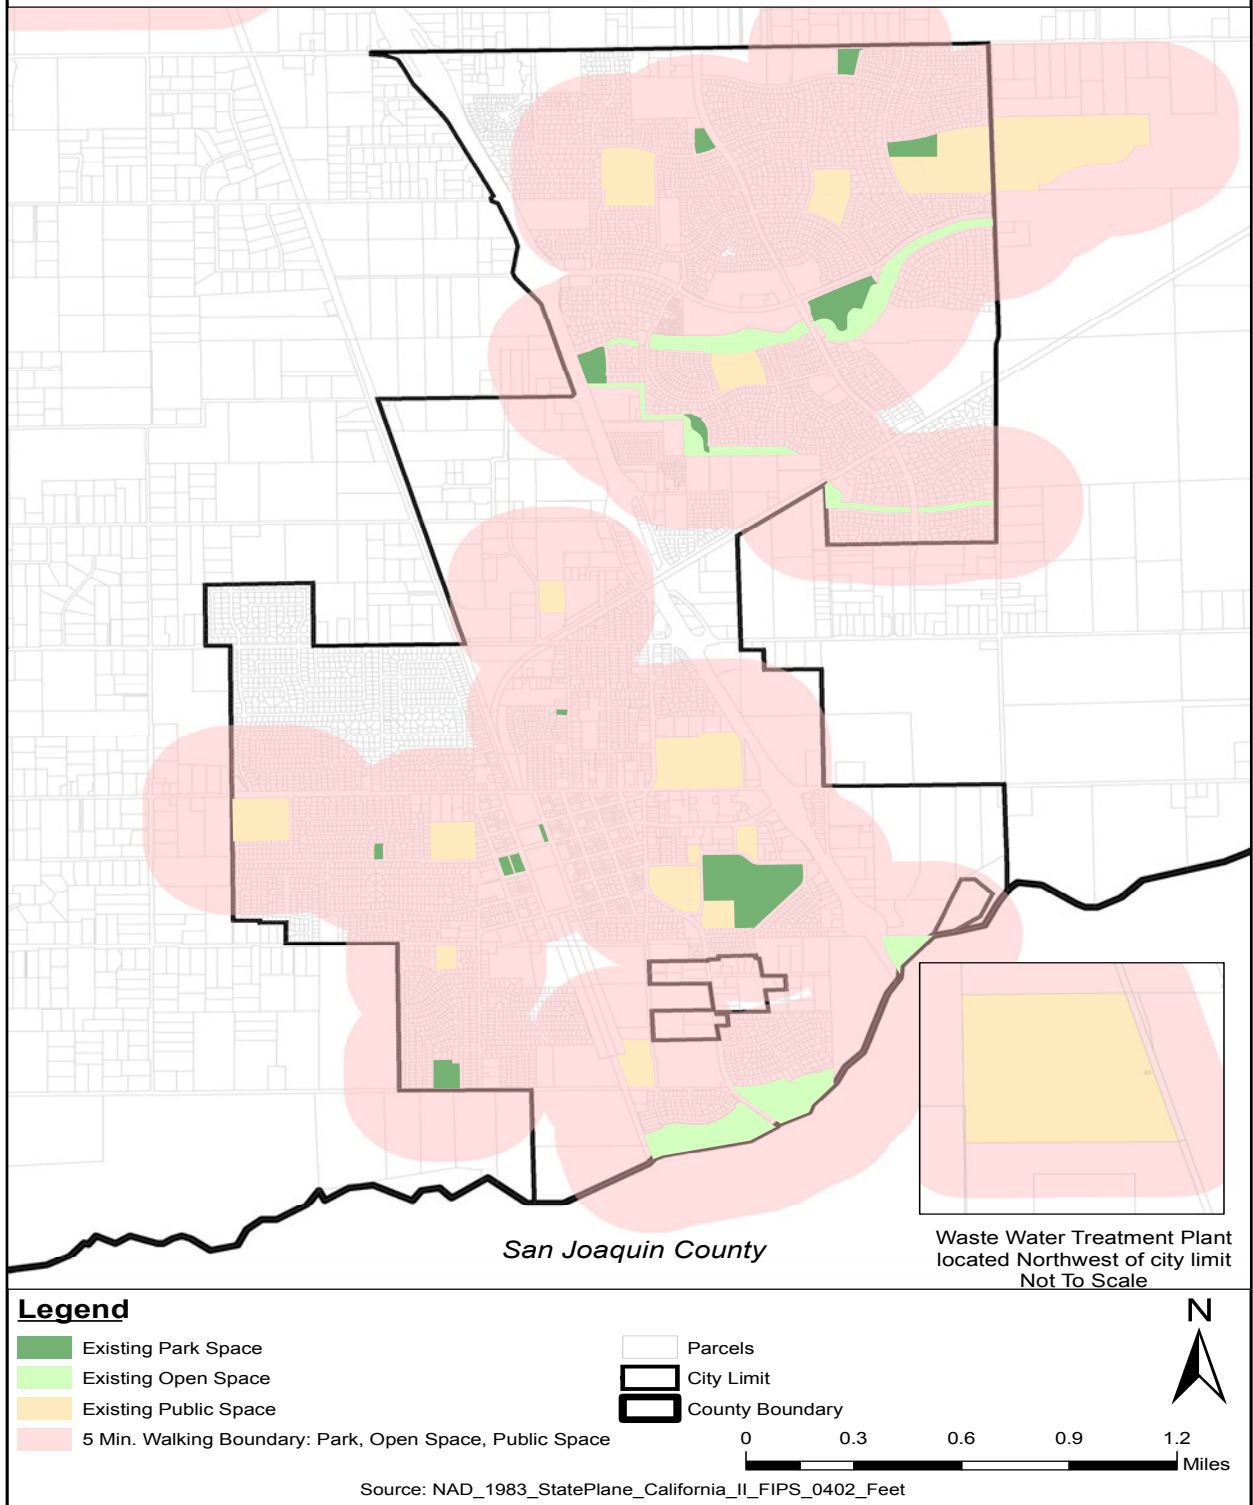 San Joaquin County
Waste Water Treatment Plant
located Northwest of city limit
Not To Scale
Legend
Existing Park Space
Existing Open Space
Existing Public Space
5 Min. Walking Boundary: Park, Open Space, Public Space
Parcels
City Limit
County Boundary
N
0 0.3 0.6 0.9 1.2
Miles
Source: NAD_1983_StatePlane_California_II_FIPS_0402_Feet